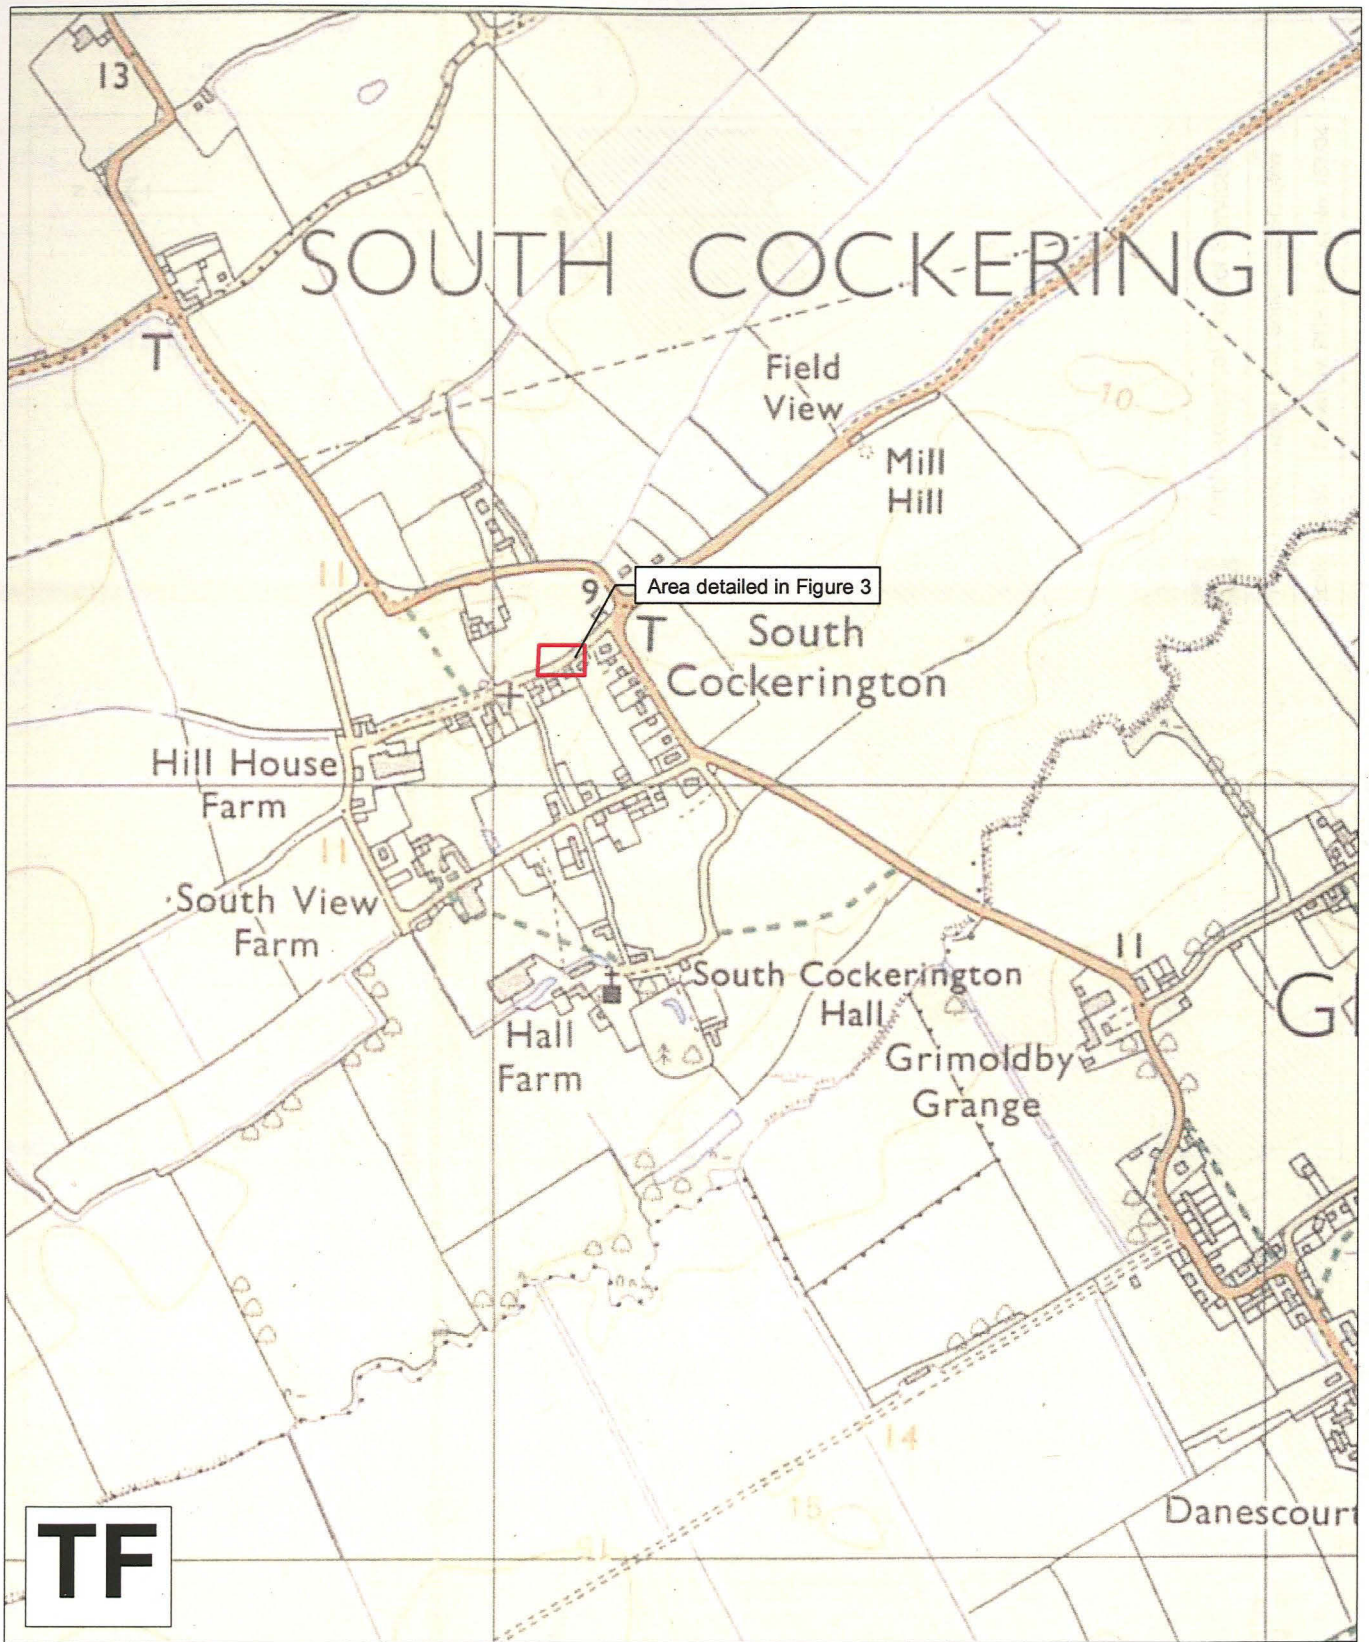 13
SOUTH COCKERINGTO
T
Field
View
10
Mill
Hill
11
9
Area detailed in Figure 3
T
South
Cockerington
Hill House
Farm
11
South View
Farm
11
South Cockerington
Hall
G
Hall
Farm
Grimoldby
Grange
14
15
Danescourt
TF